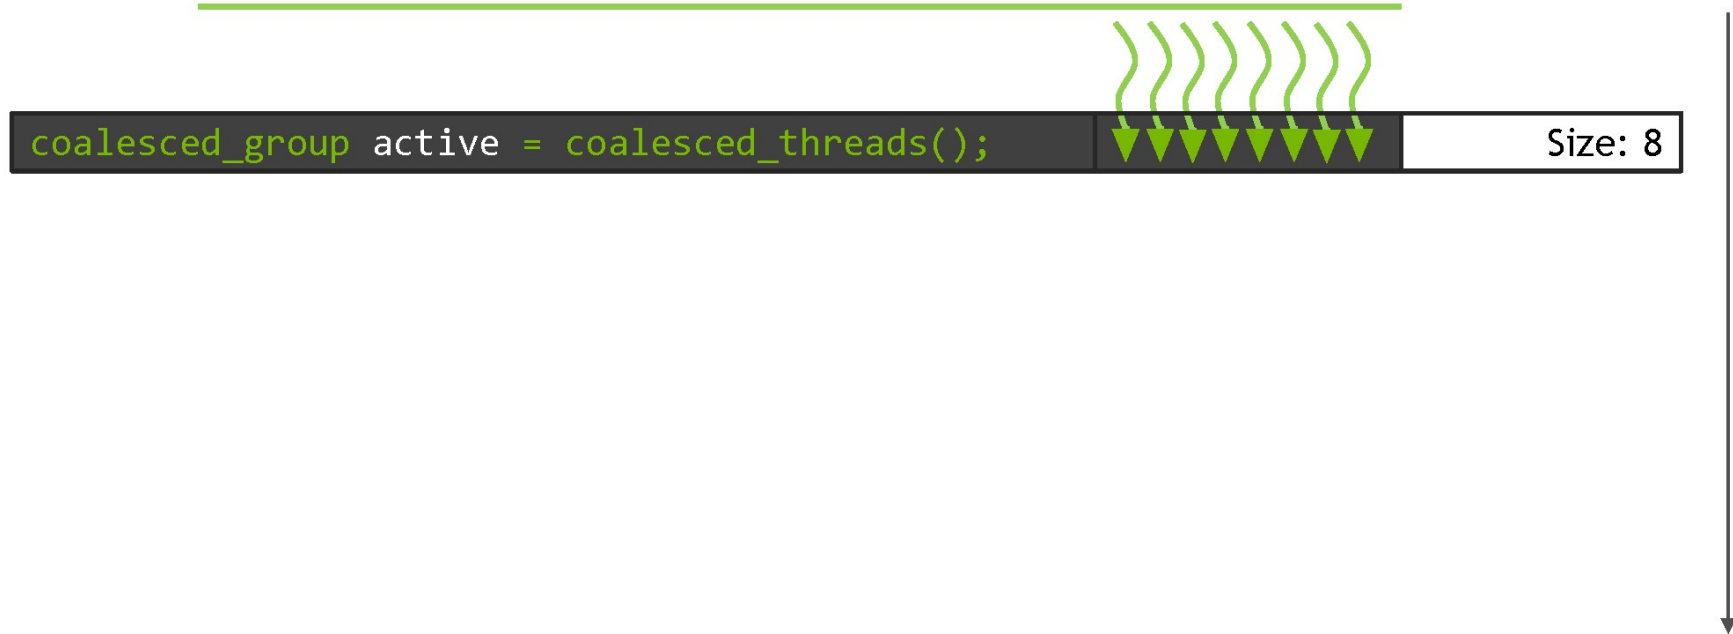 coalesced_group active = coalesced_threads();
Size: 8